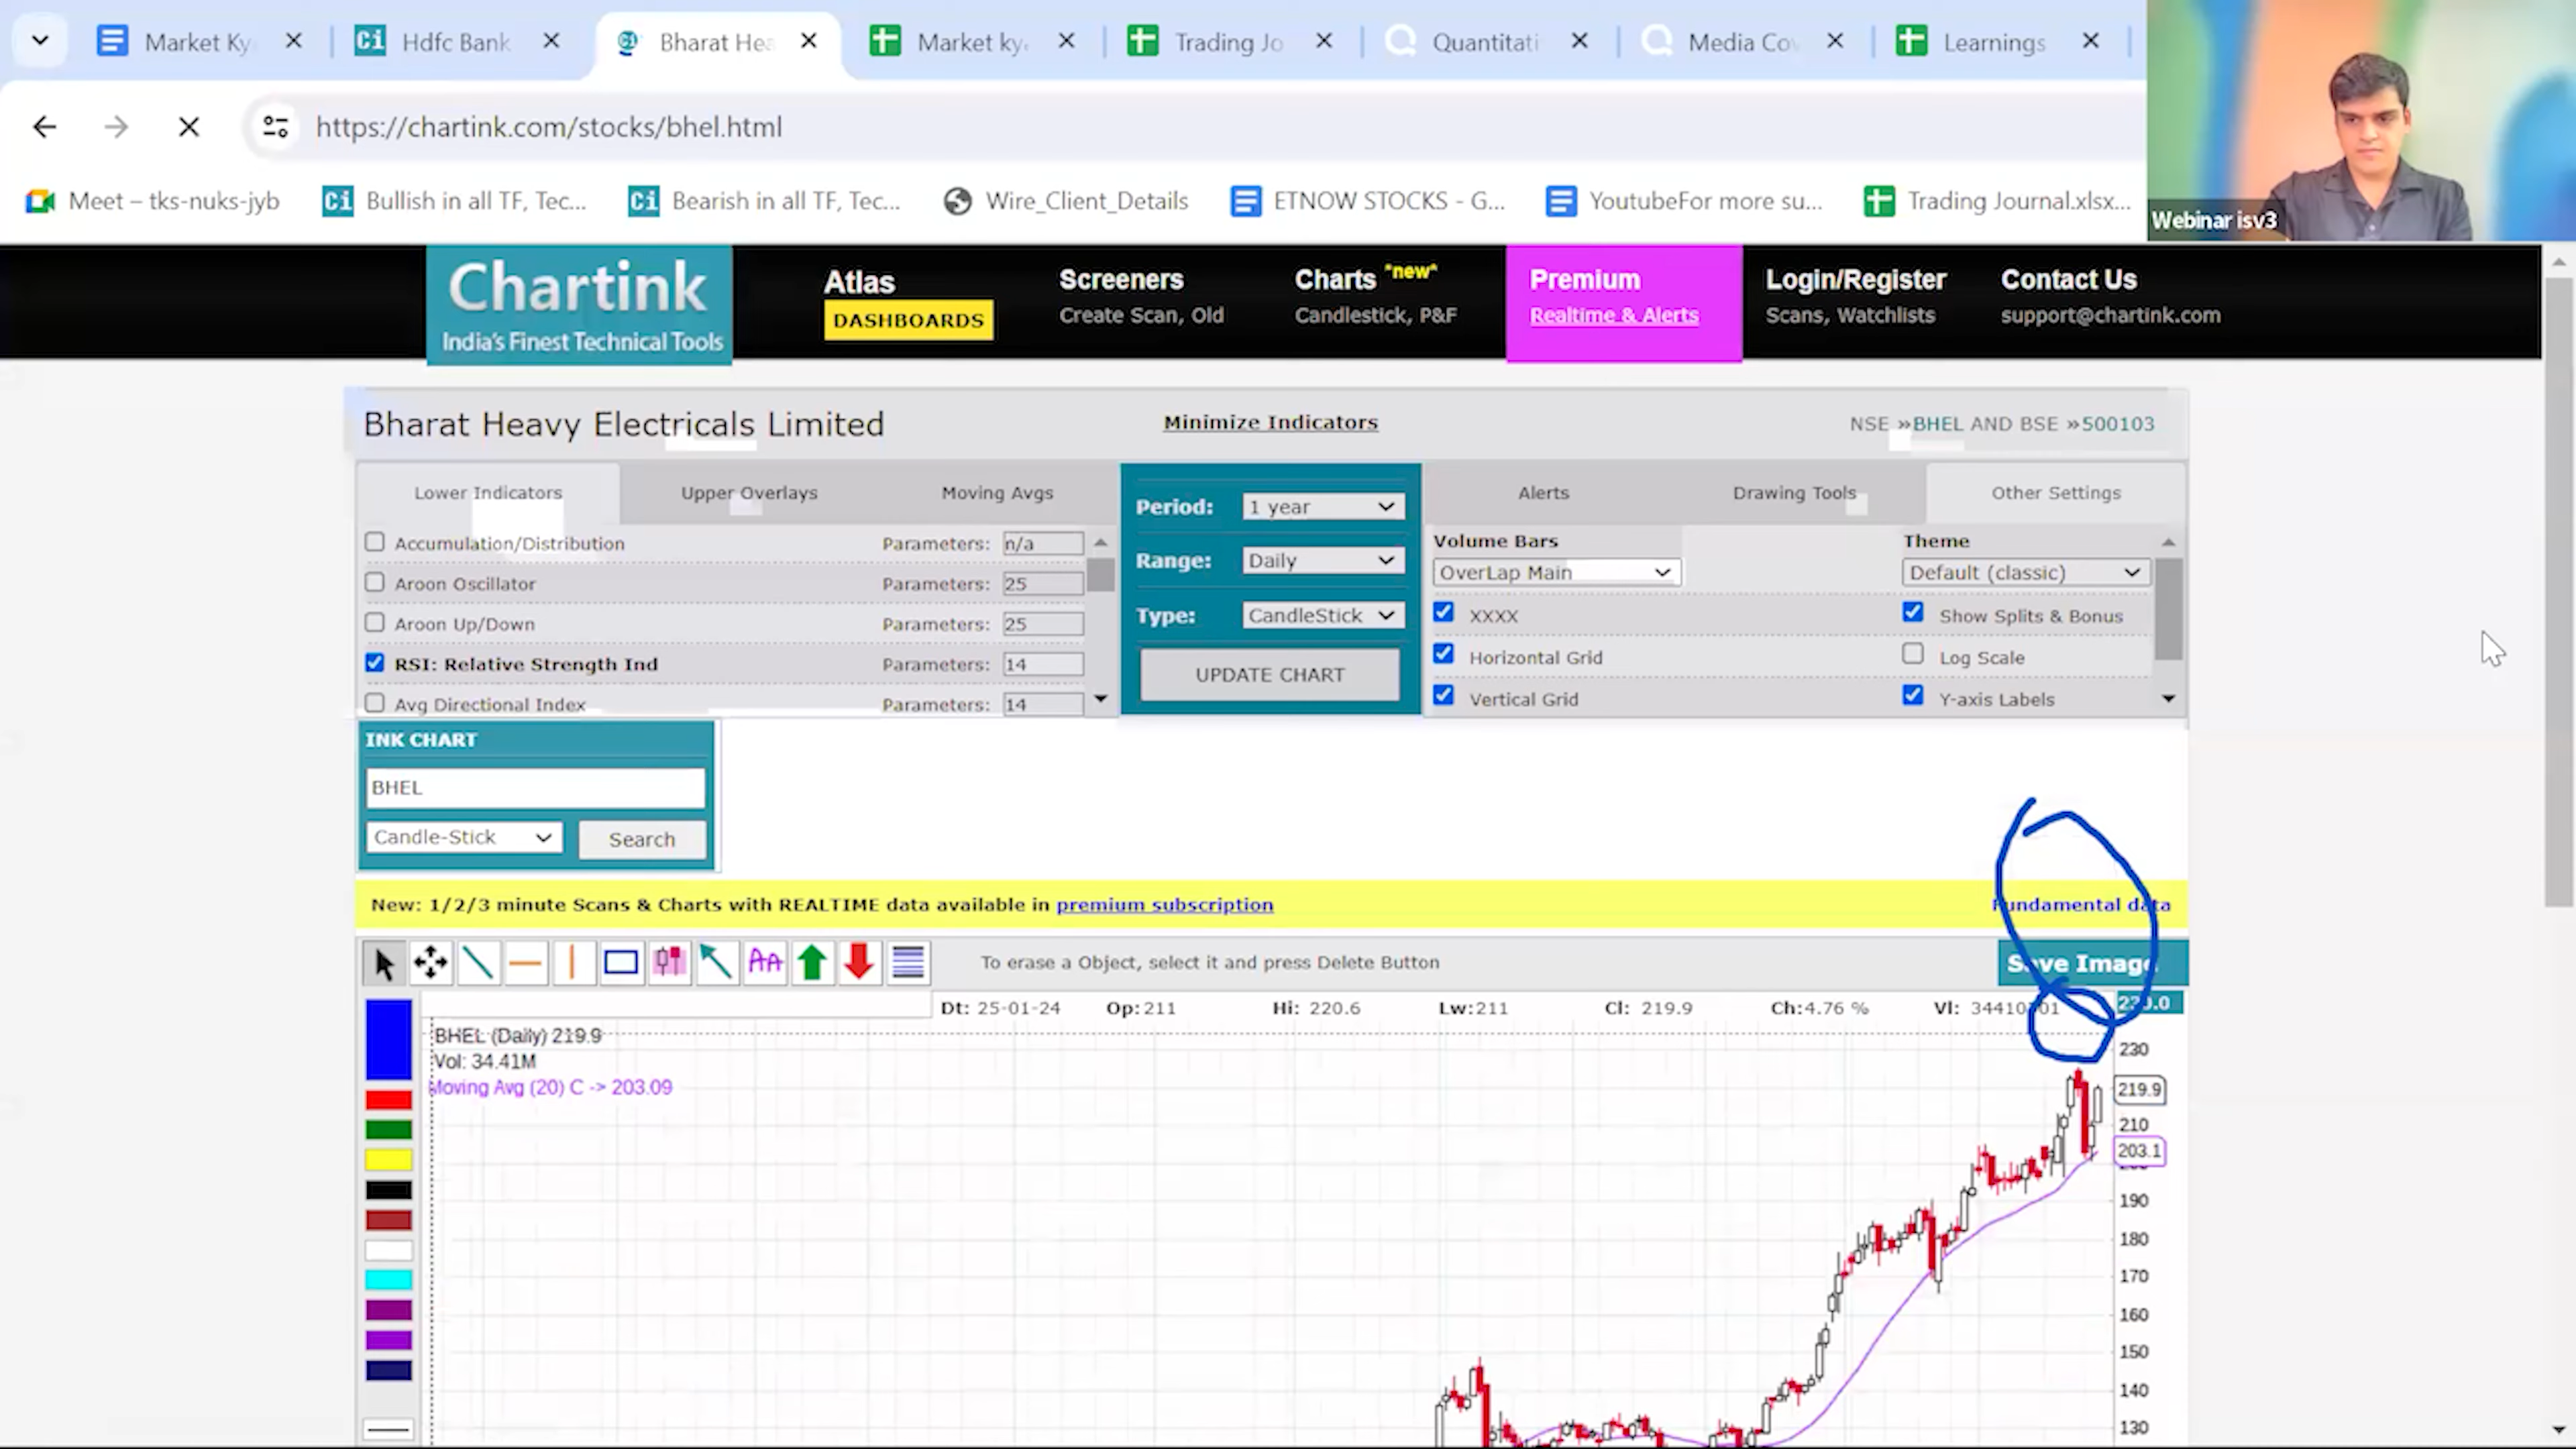 Market Ky
Hdfc Bank
Bharat Hea
Market ky
Trading Jo
Quantitati
Media Cov
Learnings
https://chartink.com/stocks/bhel.html
Meet – tks-nuks-jyb
Bullish in all TF, Tec...
Bearish in all TF, Tec...
Wire_Client_Details
ETNOW STOCKS - G...
YoutubeFor more su...
Trading Journal.xlsx...
Webinar isv3
Chartink
India's Finest Technical Tools
Atlas
DASHBOARDS
Screeners
Create Scan, Old
Charts *new*
Candlestick, P&F
Premium
Realtime & Alerts
Login/Register
Scans, Watchlists
Contact Us
support@chartink.com
Bharat Heavy Electricals Limited
Minimize Indicators
NSE »BHEL AND BSE »500103
Lower Indicators
Upper Overlays
Moving Avgs
Accumulation/Distribution Parameters: n/a
Aroon Oscillator Parameters: 25
Aroon Up/Down Parameters: 25
RSI: Relative Strength Ind Parameters: 14
Avg Directional Index Parameters: 14
Period: 1 year
Range: Daily
Type: CandleStick
UPDATE CHART
Alerts
Drawing Tools
Other Settings
Volume Bars
OverLap Main
Theme
Default (classic)
XXXX
Show Splits & Bonus
Horizontal Grid
Log Scale
Vertical Grid
Y-axis Labels
INK CHART
BHEL
Candle-Stick
Search
New: 1/2/3 minute Scans & Charts with REALTIME data available in premium subscription
Fundamental data
AA
To erase a Object, select it and press Delete Button
Save Image
Dt: 25-01-24 Op:211 Hi: 220.6 Lw:211 Cl: 219.9 Ch:4.76 % Vl:
BHEL (Daily) 219.9
Vol: 34.41M
Moving Avg (20) C -> 203.09
230
219.9
210
203.1
190
180
170
160
150
140
130